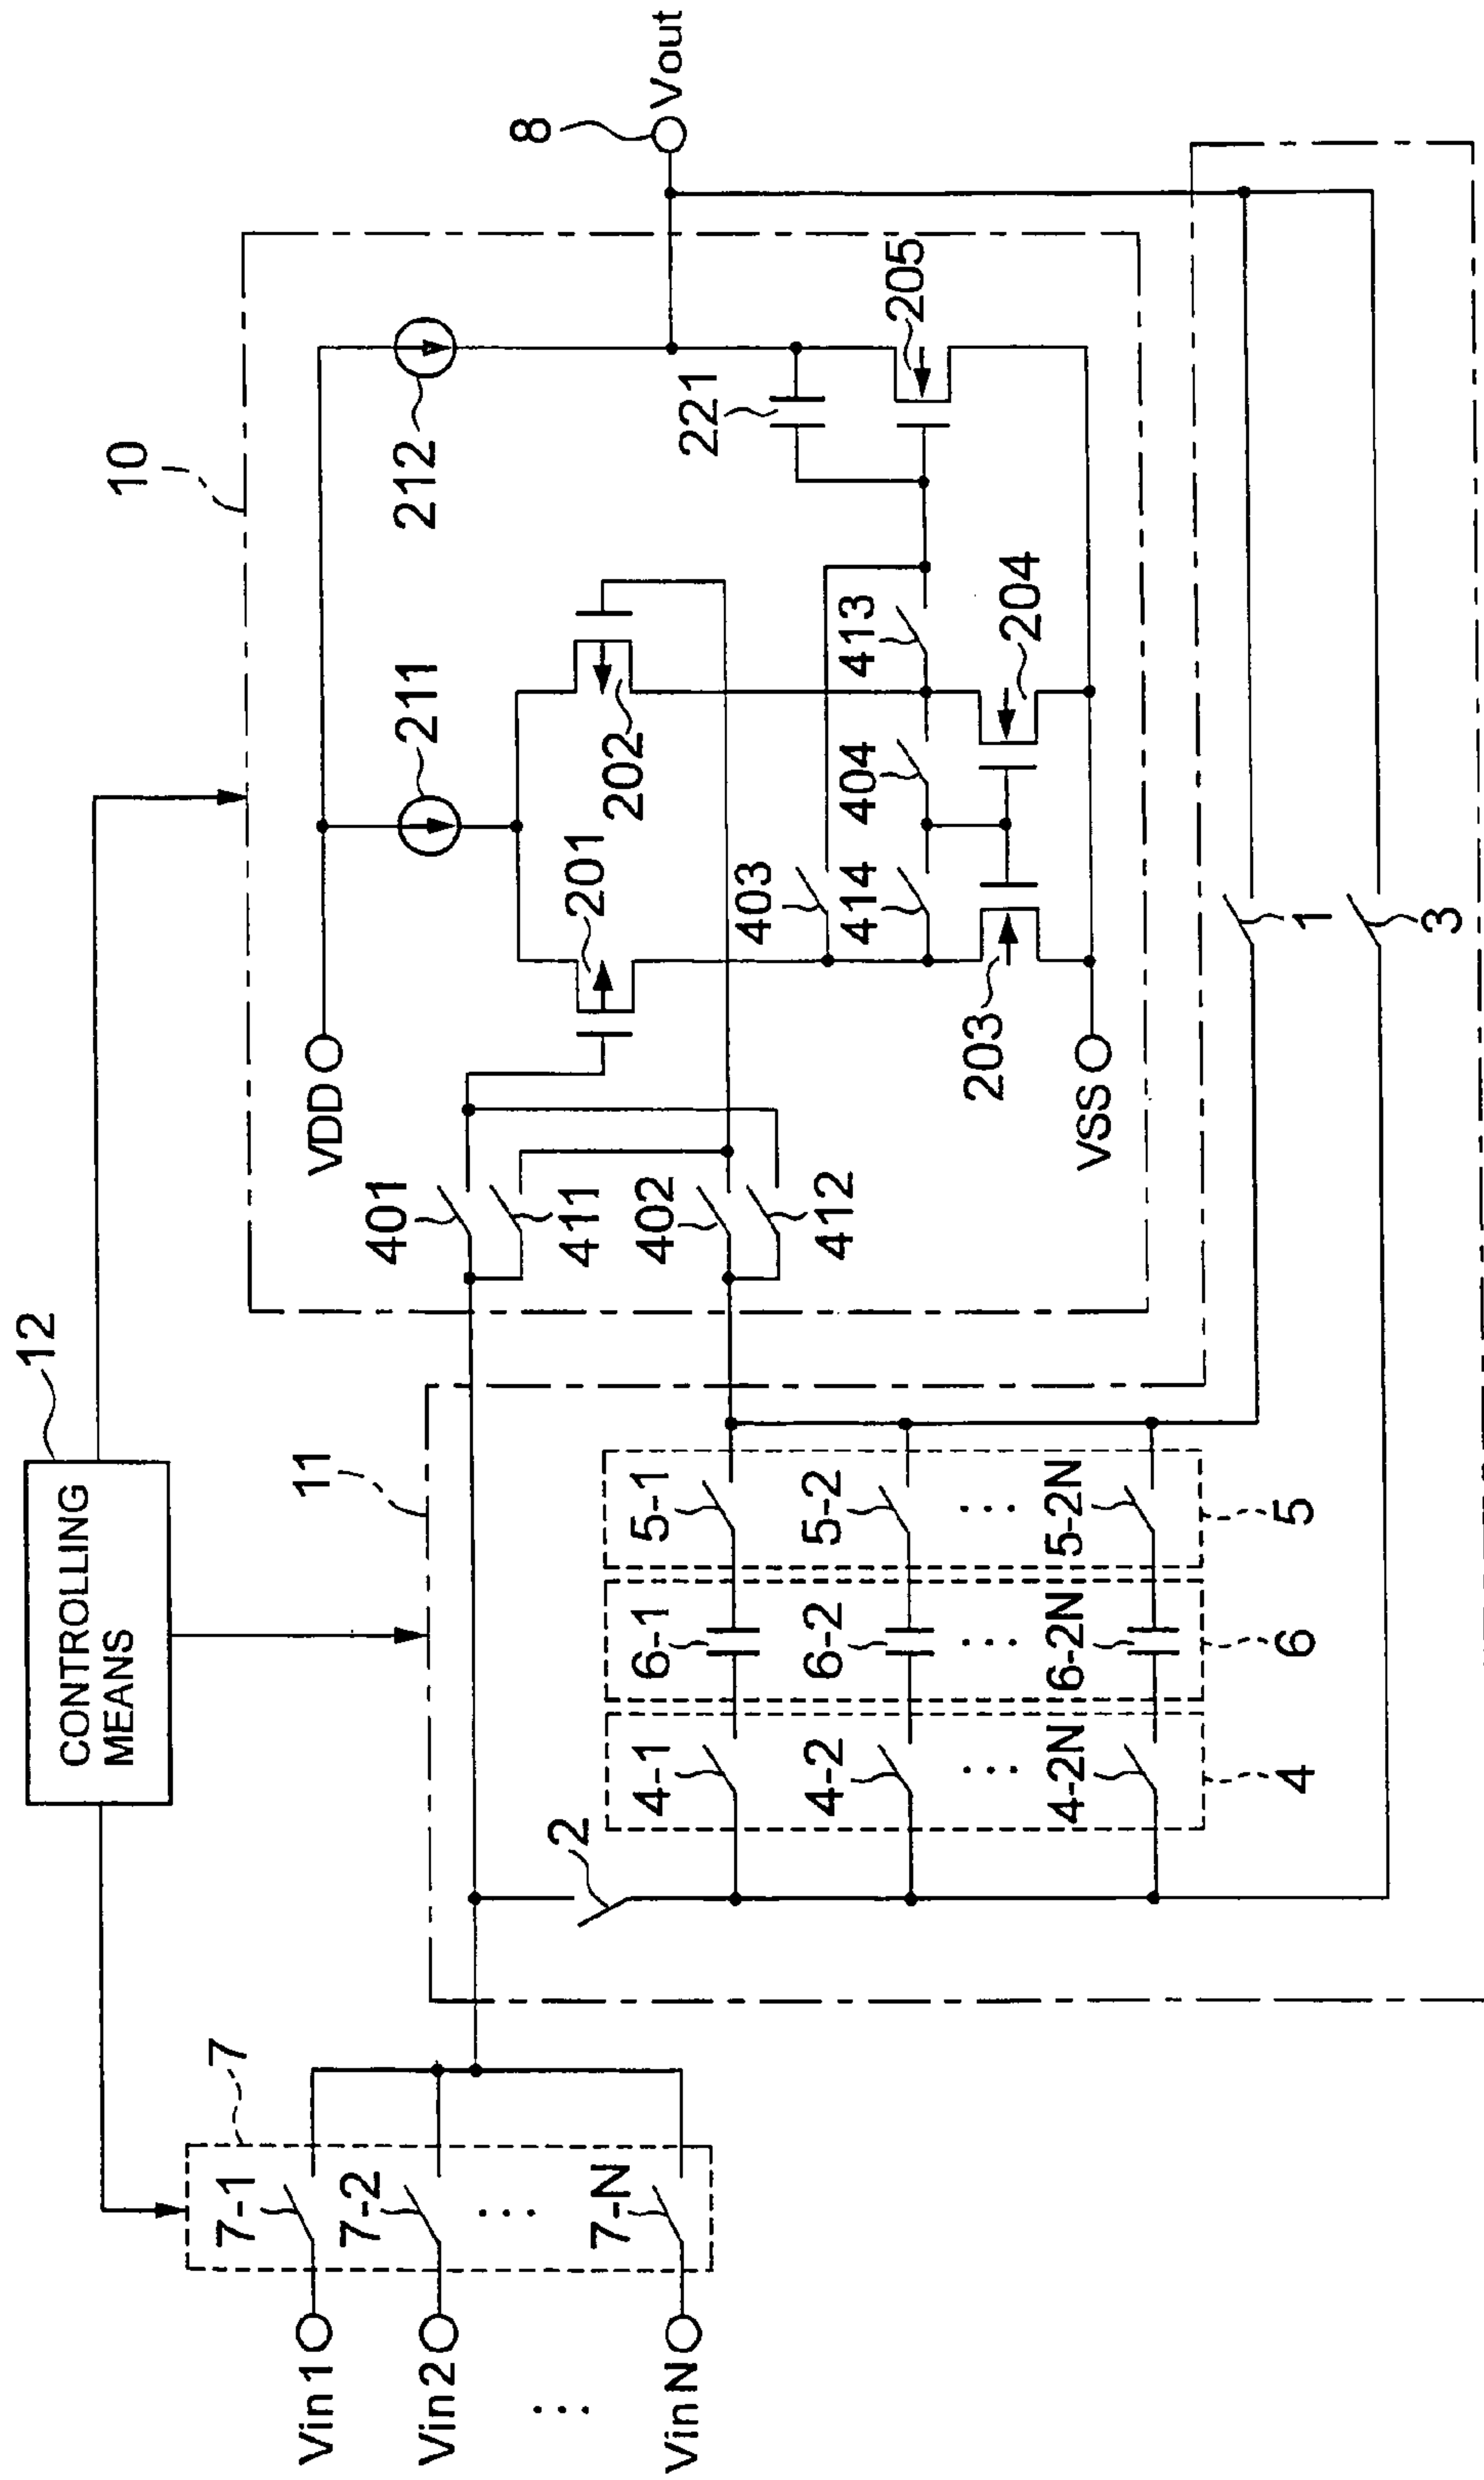 12
CONTROLLING
MEANS
10
8
Vout
11
VDD
211
212
201
202
401
411
402
412
403
414
404
413
221
205
203
204
VSS
7
7-1
7-2
...
7-N
Vin1
Vin2
...
VinN
2
4-1
6-1
5-1
4-2
6-2
5-2
... ... ...
4-2N
6-2N
5-2N
4
6
5
1
3